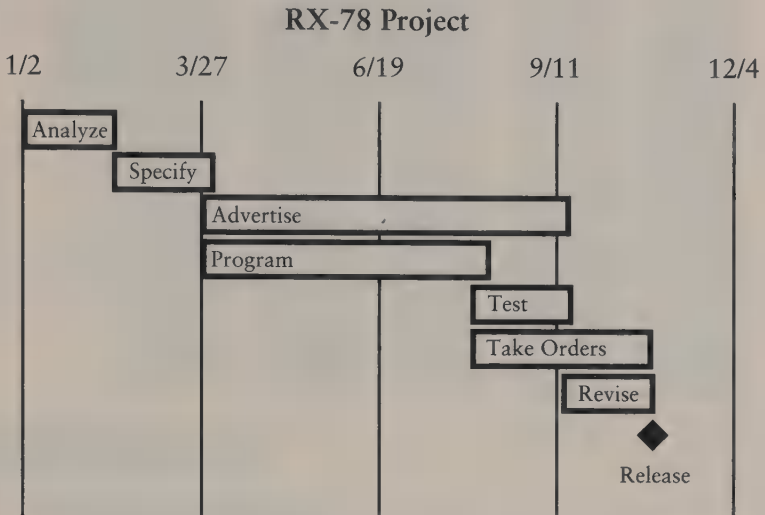 RX-78 Project
1/2 3/27 6/19 9/11 12/4
Analyze
Specify
Advertise
Program
Test
Take Orders
Revise
Release